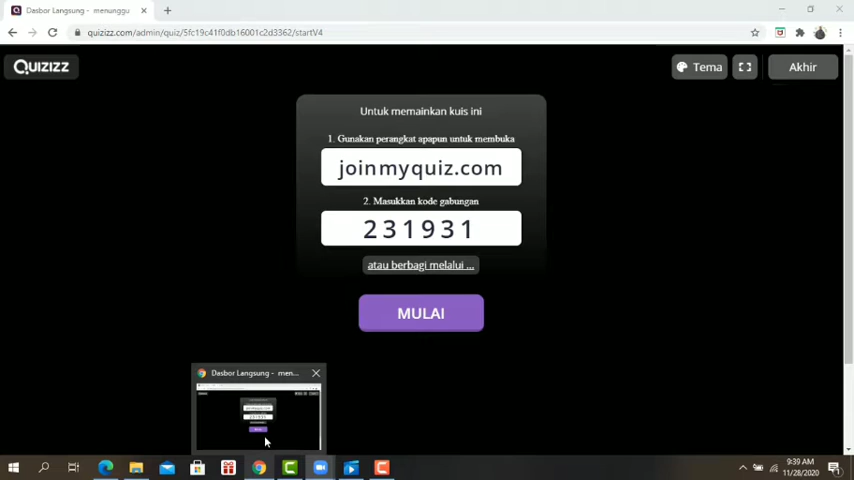 Dasbor Langsung - menunggu
quizizz.com/admin/quiz/5fc19c41f0db16001c2d3362/startV4
Quizizz
Tema
Akhir
Untuk memainkan kuis ini
1. Gunakan perangkat apapun untuk membuka
joinmyquiz.com
2. Masukkan kode gabungan
231931
atau berbagi melalui ...
MULAI
Dasbor Langsung - men...
9:39 AM
11/28/2020